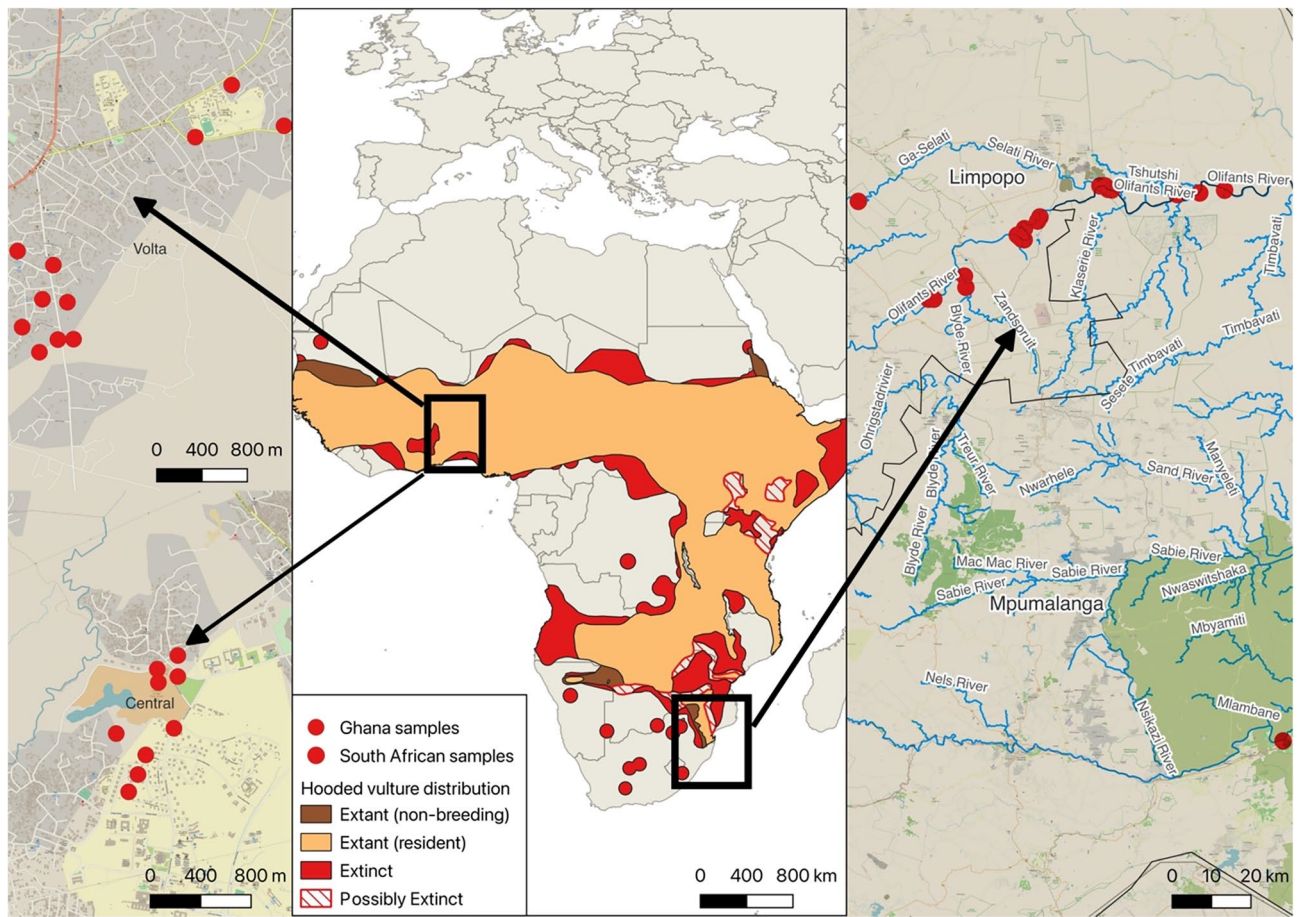 Volta
0 400 800 m
Central
0 400 800 m
Ghana samples
South African samples
Hooded vulture distribution
Extant (non-breeding)
Extant (resident)
Extinct
Possibly Extinct
0 400 800 km
Ga-Selati
Selati River
Limpopo
Tshutshi
Olifants River
Olifants River
Timbavati
Klaserie River
Olifants River
Zandspruit
Blyde River
Timbavati
Timbavati
Sesete
Ohrigstadrivier
Blyde River
Treur River
Nwarhele
Sand River
Manyeleti
Blyde River
Mac Mac River
Sabie River
Sabie River
Sabie River
Nwaswitshaka
Mpumalanga
Mbyamiti
Nels River
Nsikazi River
Mlambane
0 10 20 km